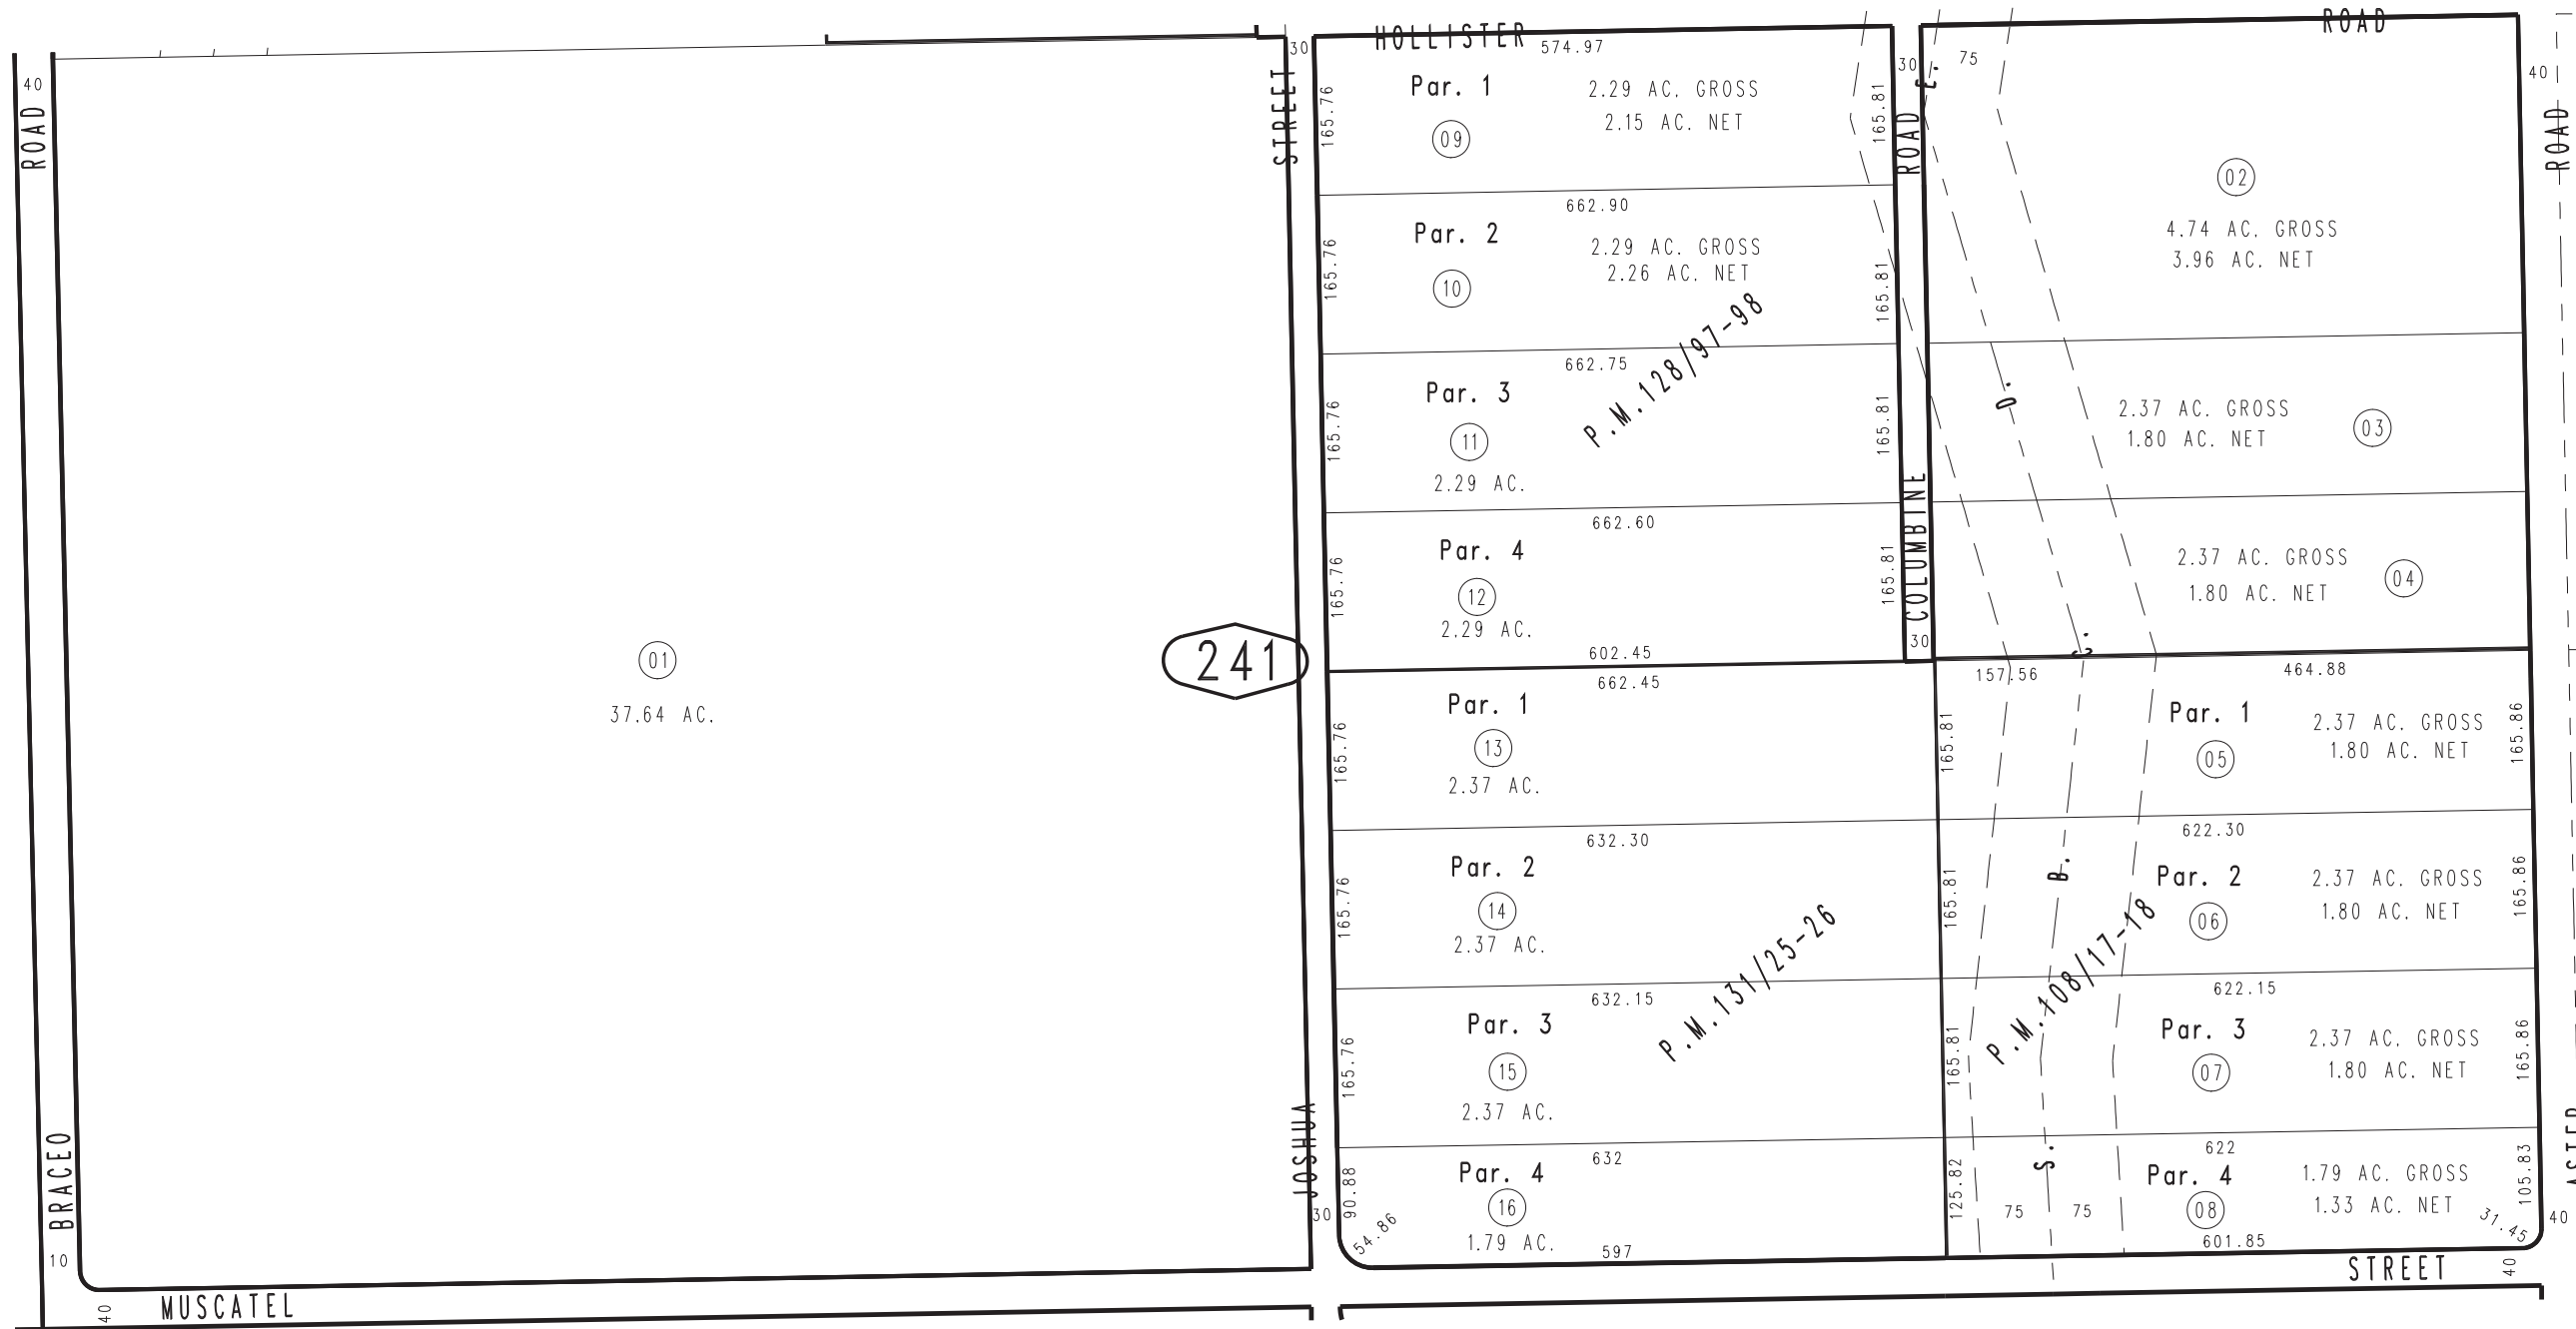 HOLLISTER
ROAD
30
574.97
40
ROAD
STREET
Par. 1
2.29 AC. GROSS
2.15 AC. NET
09
165.76
165.81
30
ROAD
E.
75
40
ROAD
02
4.74 AC. GROSS
3.96 AC. NET
662.90
Par. 2
2.29 AC. GROSS
2.26 AC. NET
10
165.76
165.81
P.M.128/97-98
662.75
Par. 3
11
2.29 AC.
165.76
165.81
D.
2.37 AC. GROSS
1.80 AC. NET
03
COLUMBINE
662.60
Par. 4
12
2.29 AC.
165.76
165.81
602.45
30
2.37 AC. GROSS
1.80 AC. NET
04
C.
01
37.64 AC.
241
662.45
Par. 1
13
2.37 AC.
165.76
157.56
464.88
165.81
Par. 1
05
2.37 AC. GROSS
1.80 AC. NET
165.86
632.30
Par. 2
14
2.37 AC.
165.76
622.30
165.81
B.
Par. 2
06
2.37 AC. GROSS
1.80 AC. NET
165.86
P.M.131/25-26
P.M.108/17-18
632.15
Par. 3
15
2.37 AC.
165.76
622.15
165.81
Par. 3
07
2.37 AC. GROSS
1.80 AC. NET
165.86
JOSHUA
632
Par. 4
16
1.79 AC.
90.88
30
54.86
597
622
125.82
S.
75
75
Par. 4
08
1.79 AC. GROSS
1.33 AC. NET
105.83
31.45
601.85
40
BRACEO
10
40
MUSCATEL
STREET
40